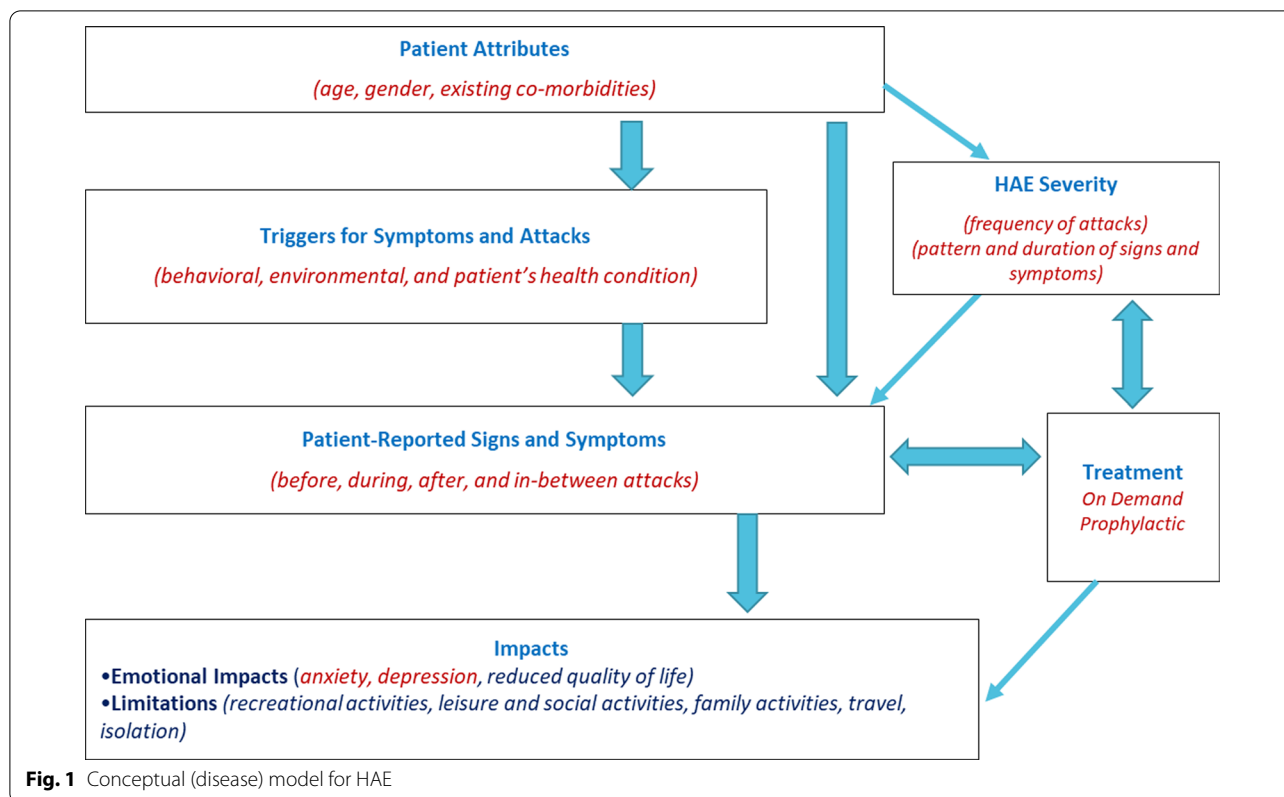 Patient Attributes
(age, gender, existing co-morbidities)
HAE Severity
(frequency of attacks)
(pattern and duration of signs and
symptoms)
Triggers for Symptoms and Attacks
(behavioral, environmental, and patient’s health condition)
Patient-Reported Signs and Symptoms
(before, during, after, and in-between attacks)
Treatment
On Demand
Prophylactic
Impacts
•Emotional Impacts (anxiety, depression, reduced quality of life)
•Limitations (recreational activities, leisure and social activities, family activities, travel,
isolation)
Fig. 1 Conceptual (disease) model for HAE